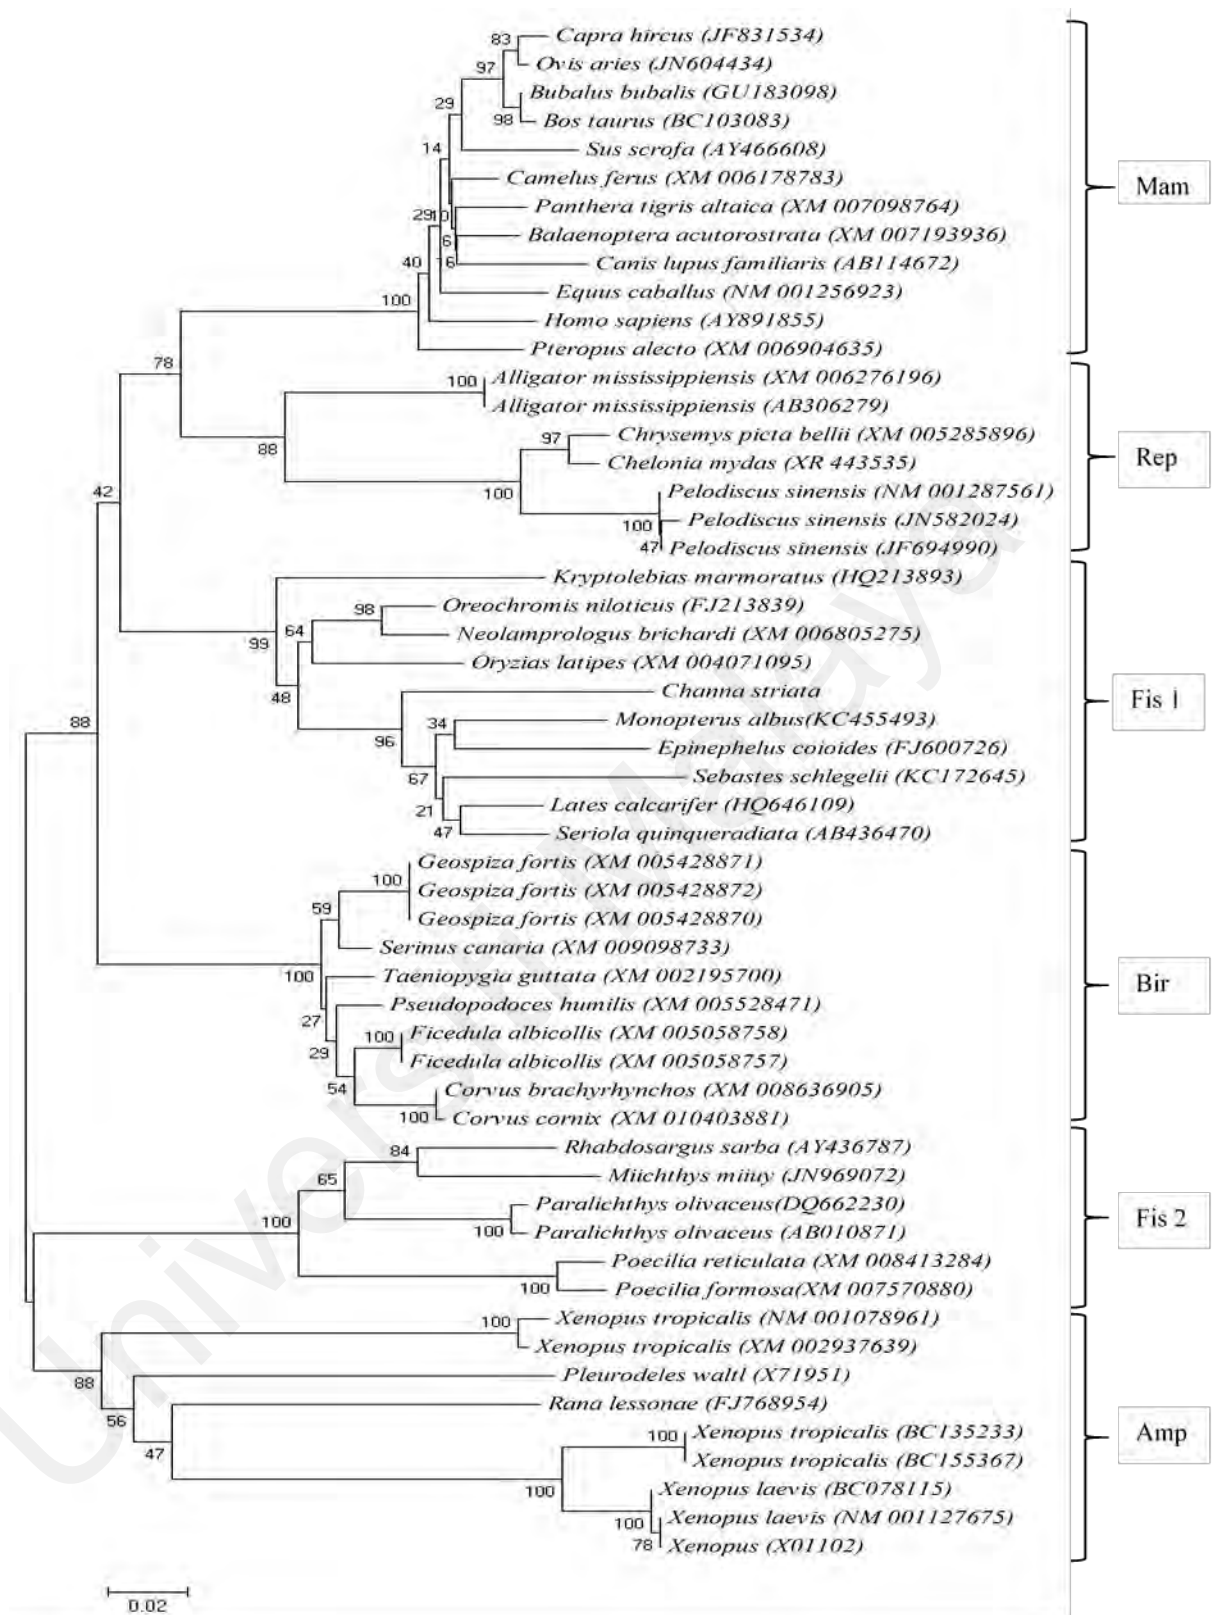 83
Capra hircus (JF831534)
97
Ovis aries (JN604434)
Bubalus bubalis (GU183098)
29
98
Bos taurus (BC103083)
14
Sus scrofa (AY466608)
Camelus ferus (XM 006178783)
Mam
Panthera tigris altaica (XM 007098764)
29
10
Balaenoptera acutorostrata (XM 007193936)
6
40
16
Canis lupus familiaris (AB114672)
100
Equus caballus (NM 001256923)
Homo sapiens (AY891855)
Pteropus alecto (XM 006904635)
78
100
Alligator mississippiensis (XM 006276196)
Alligator mississippiensis (AB306279)
88
97
Chrysemys picta bellii (XM 005285896)
Rep
Chelonia mydas (XR 443535)
42
100
Pelodiscus sinensis (NM 001287561)
100
Pelodiscus sinensis (JN582024)
47
Pelodiscus sinensis (JF694990)
Kryptolebias marmoratus (HQ213893)
98
Oreochromis niloticus (FJ213839)
64
99
Neolamprologus brichardi (XM 006805275)
Oryzias latipes (XM 004071095)
48
Channa striata
Fis 1
88
34
Monopterus albus(KC455493)
96
Epinephelus coioides (FJ600726)
67
Sebastes schlegelii (KC172645)
21
Lates calcarifer (HQ646109)
47
Seriola quinqueradiata (AB436470)
Geospiza fortis (XM 005428871)
100
Geospiza fortis (XM 005428872)
59
Geospiza fortis (XM 005428870)
Serinus canaria (XM 009098733)
100
Taeniopygia guttata (XM 002195700)
Bir
Pseudopodoces humilis (XM 005528471)
27
100
Ficedula albicollis (XM 005058758)
29
Ficedula albicollis (XM 005058757)
54
Corvus brachyrhynchos (XM 008636905)
100
Corvus cornix (XM 010403881)
84
Rhabdosargus sarba (AY436787)
65
Miichthys miiuy (JN969072)
Paralichthys olivaceus(DQ662230)
100
100
Paralichthys olivaceus (AB010871)
Fis 2
Poecilia reticulata (XM 008413284)
100
Poecilia formosa(XM 007570880)
100
Xenopus tropicalis (NM 001078961)
Xenopus tropicalis (XM 002937639)
88
Pleurodeles waltl (X71951)
56
Rana lessonae (FJ768954)
47
100
Xenopus tropicalis (BC135233)
Amp
Xenopus tropicalis (BC155367)
100
Xenopus laevis (BC078115)
100
Xenopus laevis (NM 001127675)
78
Xenopus (X01102)
0.02
University Malaya